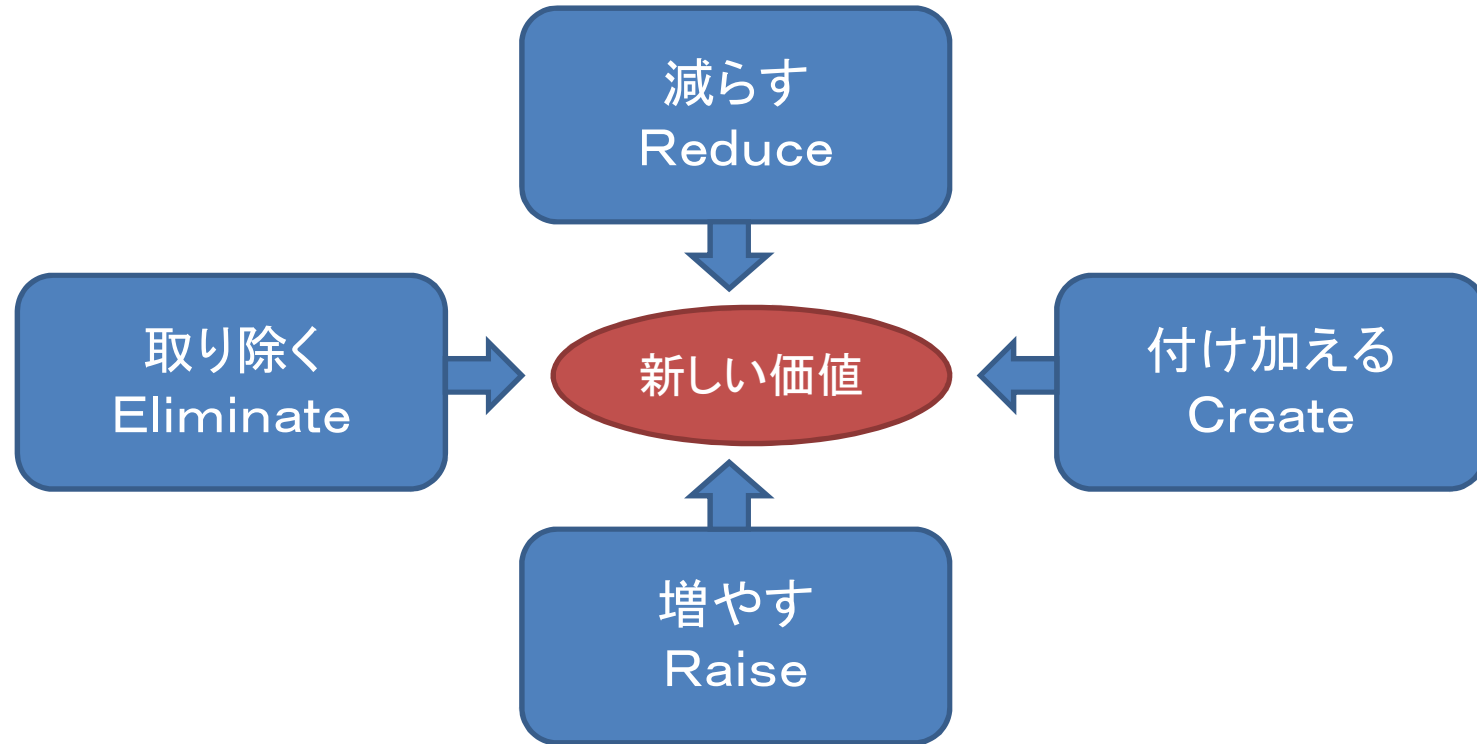 減らす
Reduce
取り除く
Eliminate
新しい価値
付け加える
Create
増やす
Raise